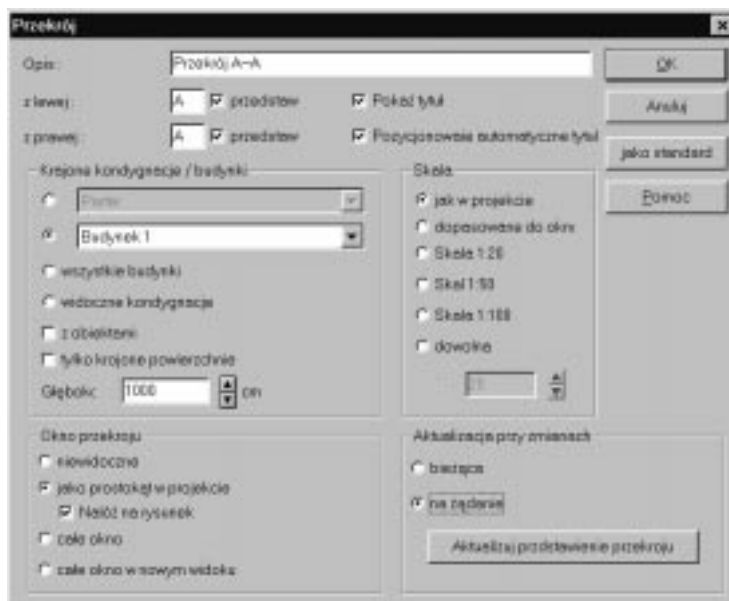 Przekrój
Opis: Przekrój A-A OK
z lewej: A przedstaw Pokaż tytuł Anuluj
z prawej: A przedstaw Pozycjonowanie automatyczne tytuł
jako standard
Krojone kondygnacje / budynki Skala
Parter jak w projekcie Pomoc
Budynek 1 dopasowana do okn
wszystkie budynki Skala 1:20
widoczne kondygnacje Skal 1:50
z obiektami Skala 1:100
tylko krojone powierzchnie dowolna
Głębok: 1000 cm
Okno przekroju Aktualizacja przy zmianach
niewidoczne bieżąca
jako prostokąt w projekcie na żądanie
Nałóż na rysunek
całe okno Aktualizuj przedstawienie przekroju
całe okno w nowym widoku